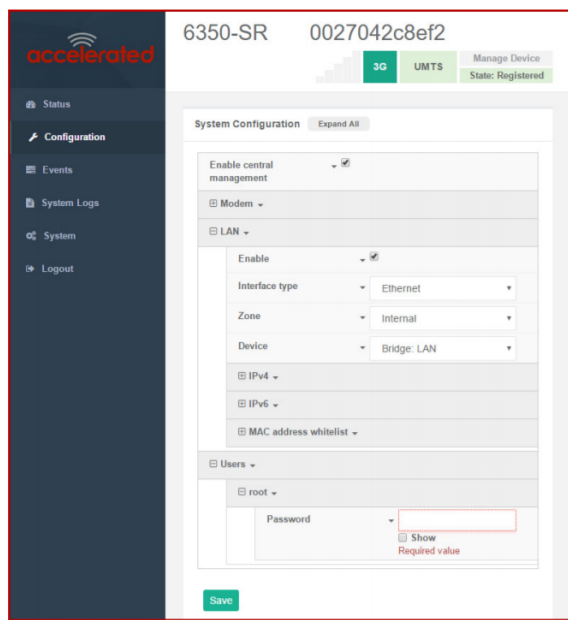 accelerated
6350-SR 0027042c8ef2
3G UMTS Manage Device
State: Registered
Status
Configuration
Events
System Logs
System
Logout
System Configuration Expand All
Enable central
management
Modem
LAN
Enable
Interface type Ethernet
Zone Internal
Device Bridge: LAN
IPv4
IPv6
MAC address whitelist
Users
root
Password
Show
Required value
Save